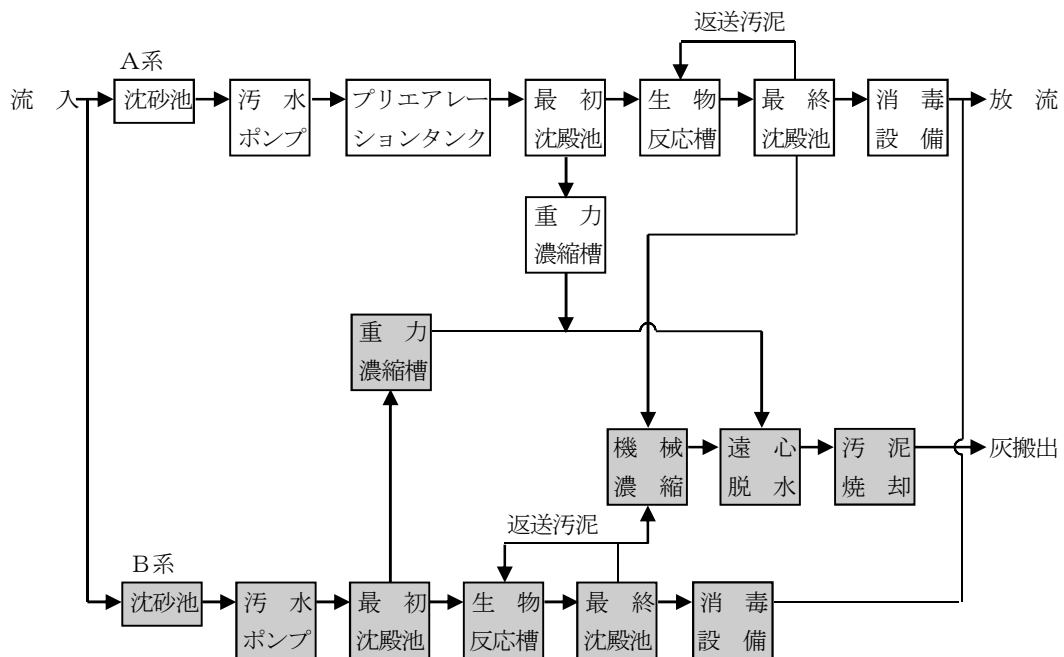 返送汚泥
A系
流 入
沈砂池
汚 水
ポンプ
プリエアレー
ションタンク
最 初
沈殿池
生 物
反応槽
最 終
沈殿池
消 毒
設 備
放 流
重 力
濃縮槽
重 力
濃縮槽
機 械
濃 縮
遠 心
脱 水
汚 泥
焼 却
灰搬出
返送汚泥
B系
沈砂池
汚 水
ポンプ
最 初
沈殿池
生 物
反応槽
最 終
沈殿池
消 毒
設 備